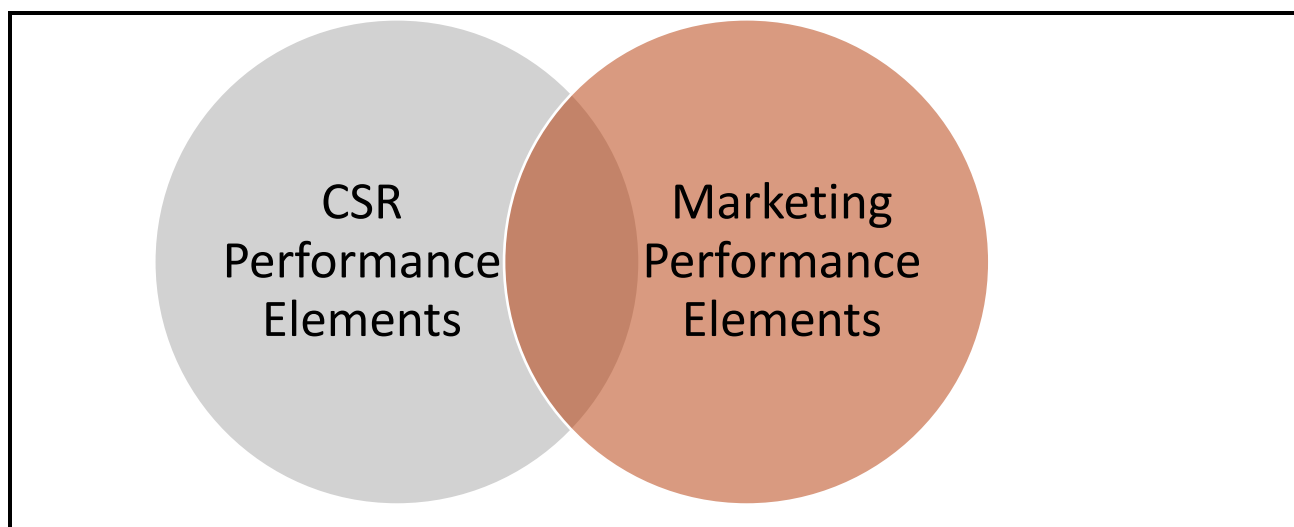 CSR
Performance
Elements
Marketing
Performance
Elements